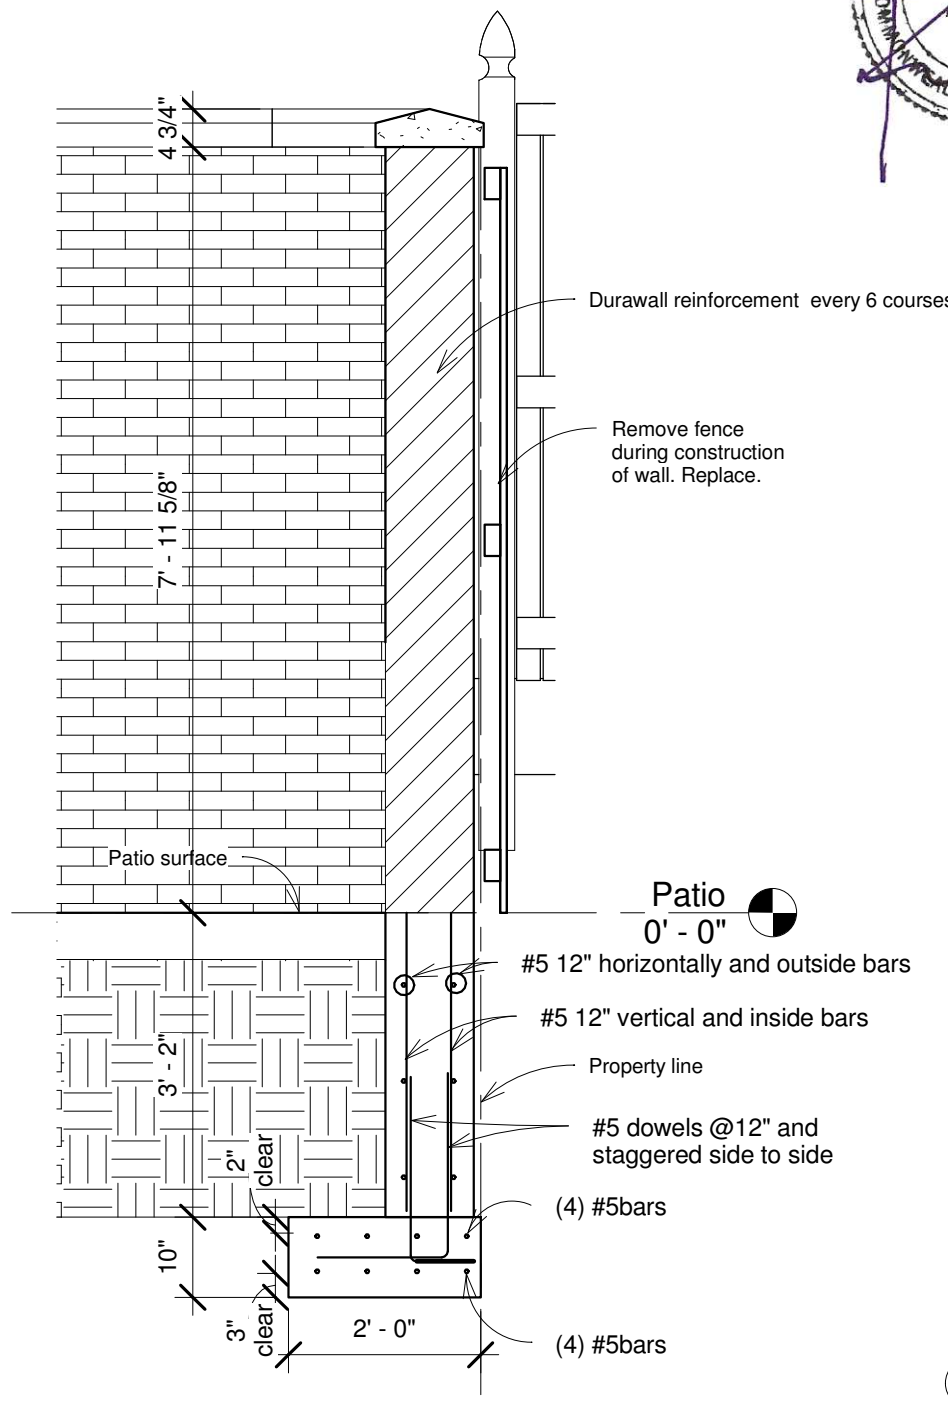 4 3/4"
Durawall reinforcement every 6 courses
Remove fence
during construction
of wall. Replace.
7' - 11 5/8"
Patio surface
Patio
0' - 0"
#5 12" horizontally and outside bars
#5 12" vertical and inside bars
Property line
3' - 2"
#5 dowels @12" and
staggered side to side
2"
clear
(4) #5bars
10"
3"
clear
2' - 0"
(4) #5bars